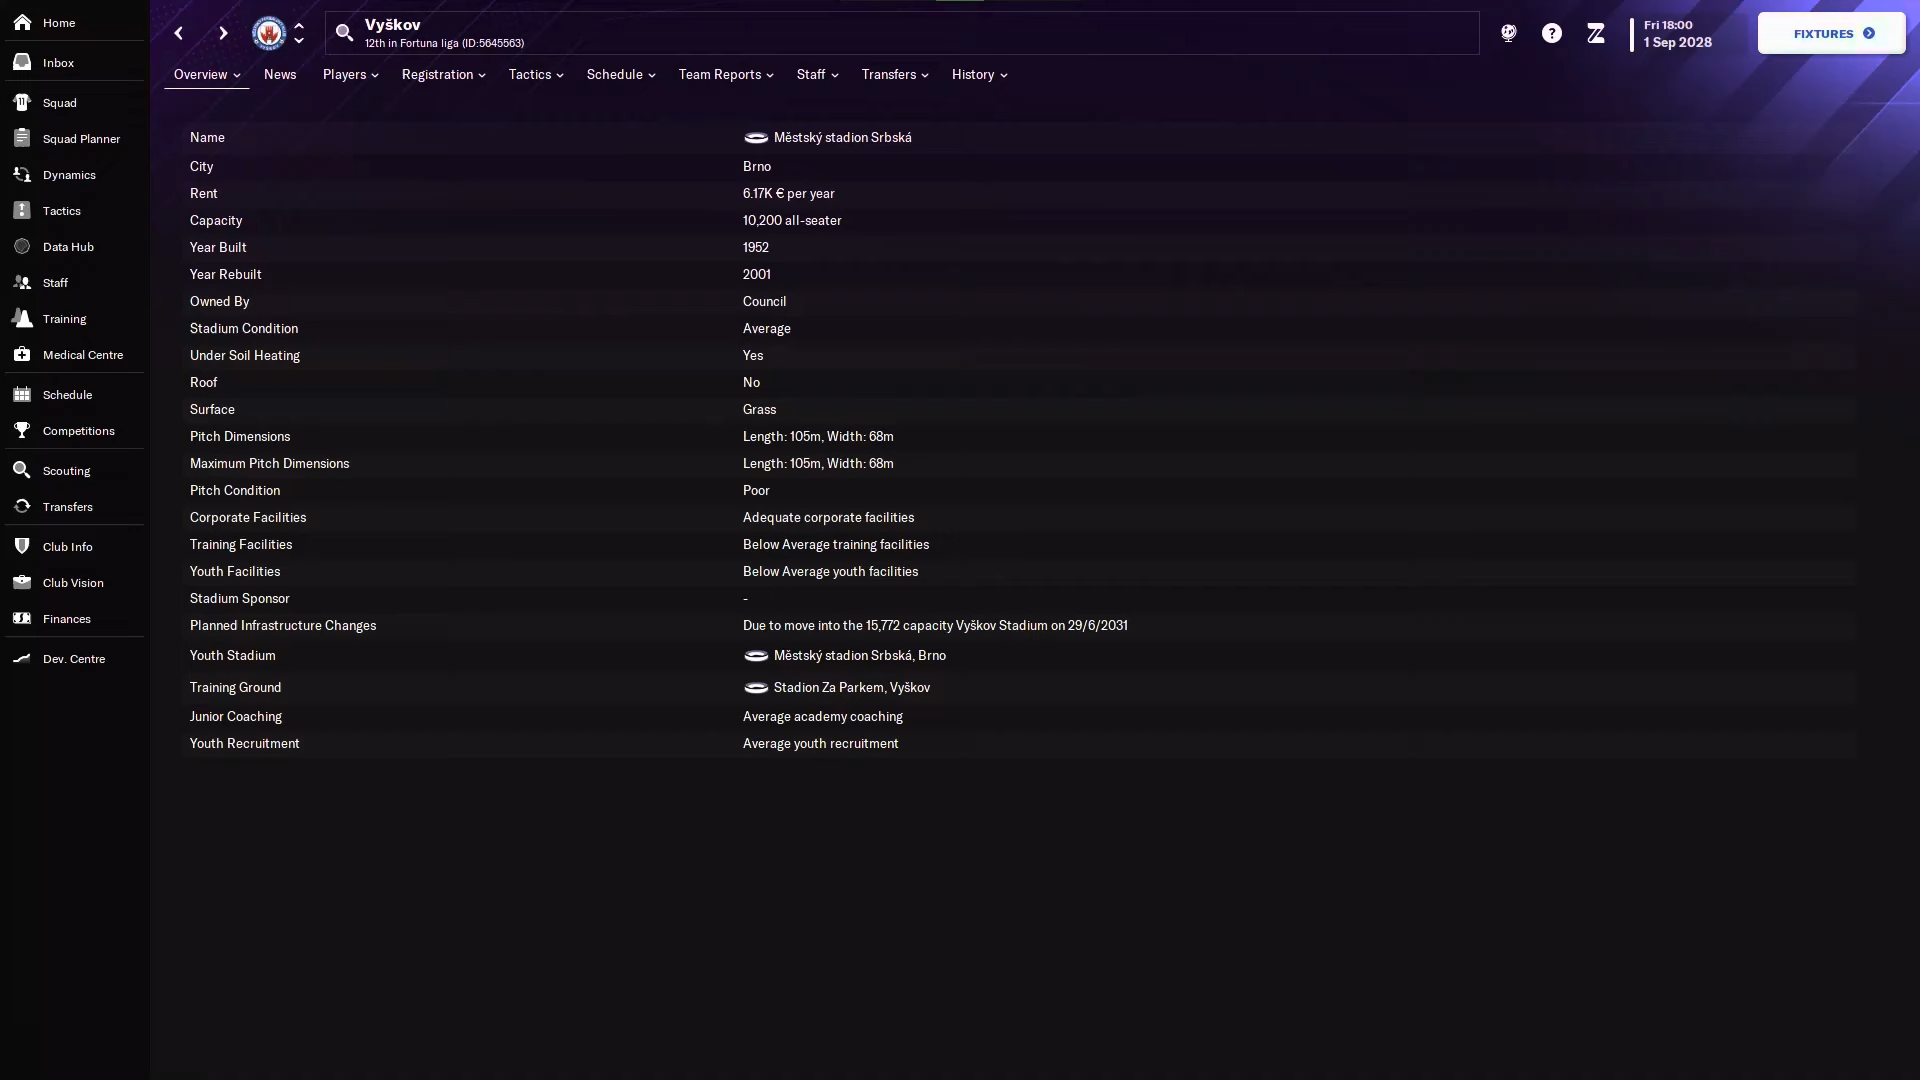 Vyškov
12th in Fortuna liga (ID:5645563)
Fri 18:00
1 Sep 2028
FIXTURES
Home
Inbox
Squad
Squad Planner
Dynamics
Tactics
Data Hub
Staff
Training
Medical Centre
Schedule
Competitions
Scouting
Transfers
Club Info
Club Vision
Finances
Dev. Centre
Overview News Players Registration Tactics Schedule Team Reports Staff Transfers History
Name Městský stadion Srbská
City Brno
Rent 6.17K € per year
Capacity 10,200 all-seater
Year Built 1952
Year Rebuilt 2001
Owned By Council
Stadium Condition Average
Under Soil Heating Yes
Roof No
Surface Grass
Pitch Dimensions Length: 105m, Width: 68m
Maximum Pitch Dimensions Length: 105m, Width: 68m
Pitch Condition Poor
Corporate Facilities Adequate corporate facilities
Training Facilities Below Average training facilities
Youth Facilities Below Average youth facilities
Stadium Sponsor -
Planned Infrastructure Changes Due to move into the 15,772 capacity Vyškov Stadium on 29/6/2031
Youth Stadium Městský stadion Srbská, Brno
Training Ground Stadion Za Parkem, Vyškov
Junior Coaching Average academy coaching
Youth Recruitment Average youth recruitment